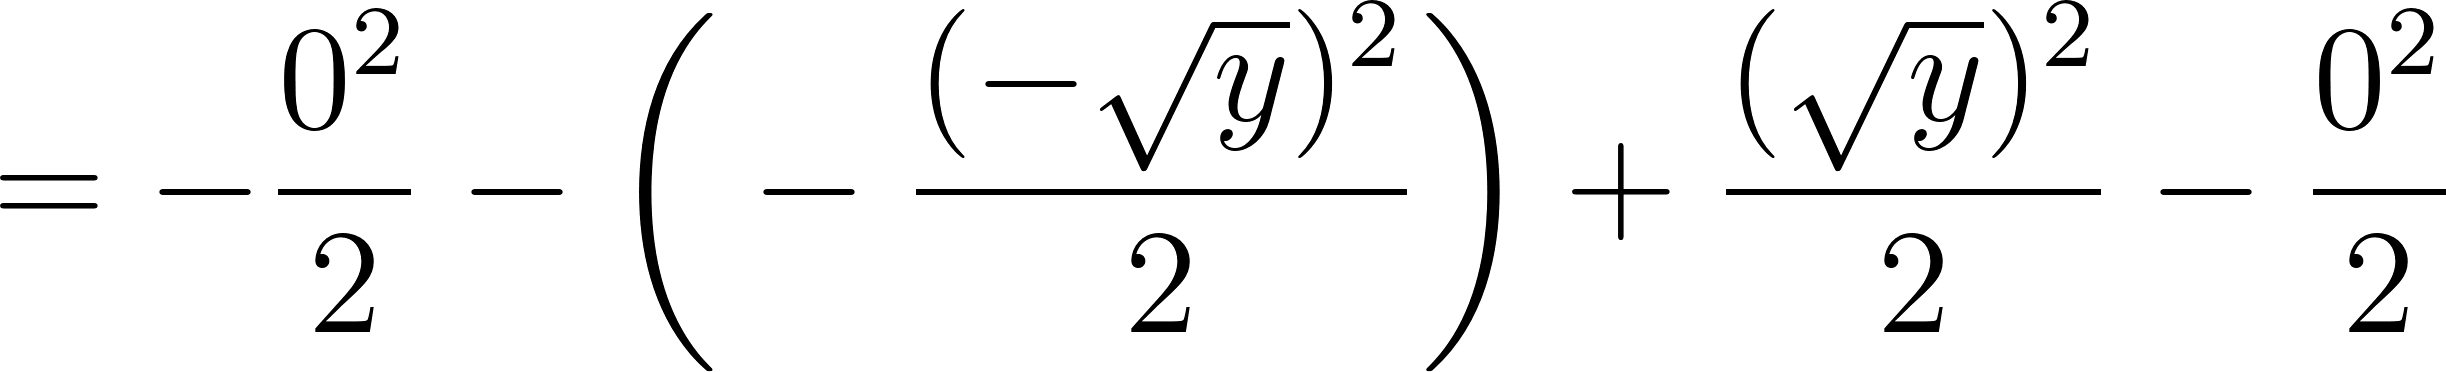 $= -\frac{0^2}{2} - \left( -\frac{(-\sqrt{y})^2}{2} \right) + \frac{(\sqrt{y})^2}{2} - \frac{0^2}{2}$